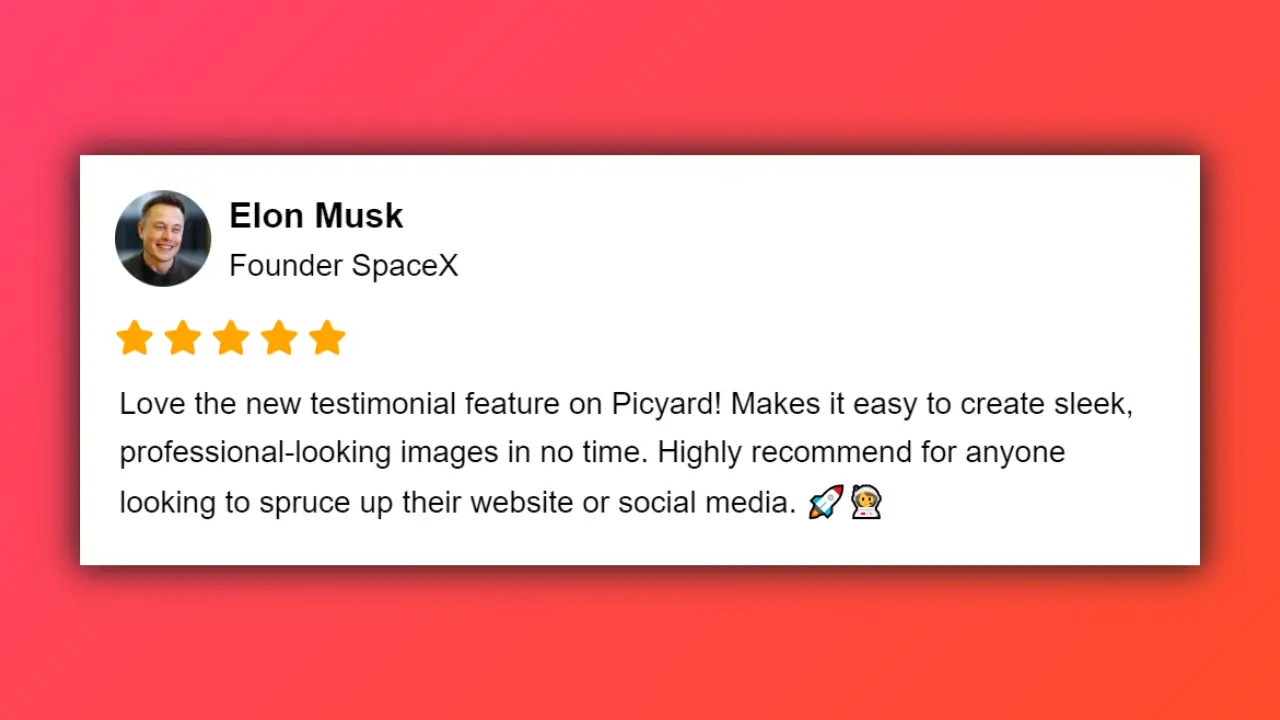 Elon Musk
Founder SpaceX
Love the new testimonial feature on Picyard! Makes it easy to create sleek,
professional-looking images in no time. Highly recommend for anyone
looking to spruce up their website or social media. 🚀🧑‍🚀